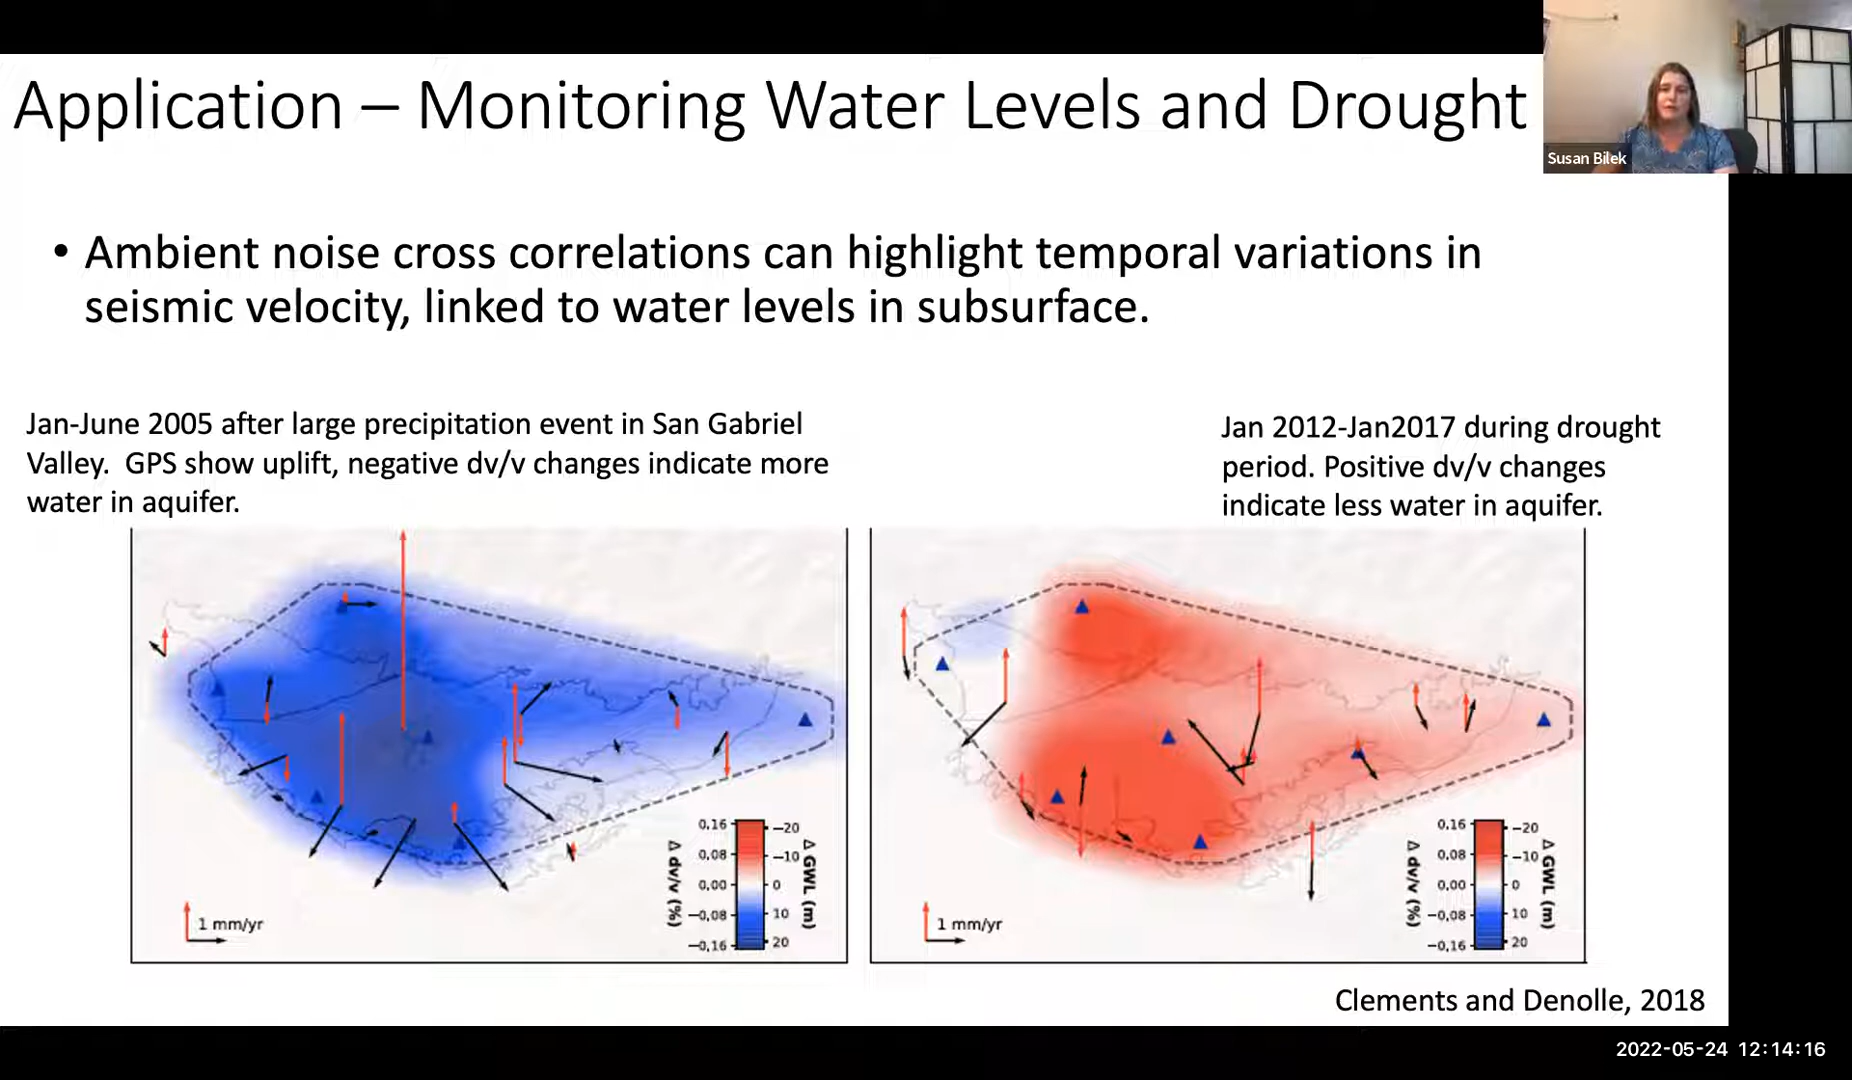 Application – Monitoring Water Levels and Drought
Susan Bilek
• Ambient noise cross correlations can highlight temporal variations in
seismic velocity, linked to water levels in subsurface.
Jan-June 2005 after large precipitation event in San Gabriel
Valley.  GPS show uplift, negative dv/v changes indicate more
water in aquifer.
Jan 2012-Jan2017 during drought
period. Positive dv/v changes
indicate less water in aquifer.
0.16
0.08
0.00
−0.08
−0.16
Δ dv/v (%)
−20
−10
0
10
20
Δ GWL (m)
1 mm/yr
0.16
0.08
0.00
−0.08
−0.16
Δ dv/v (%)
−20
−10
0
10
20
Δ GWL (m)
1 mm/yr
Clements and Denolle, 2018
2022-05-24 12:14:16